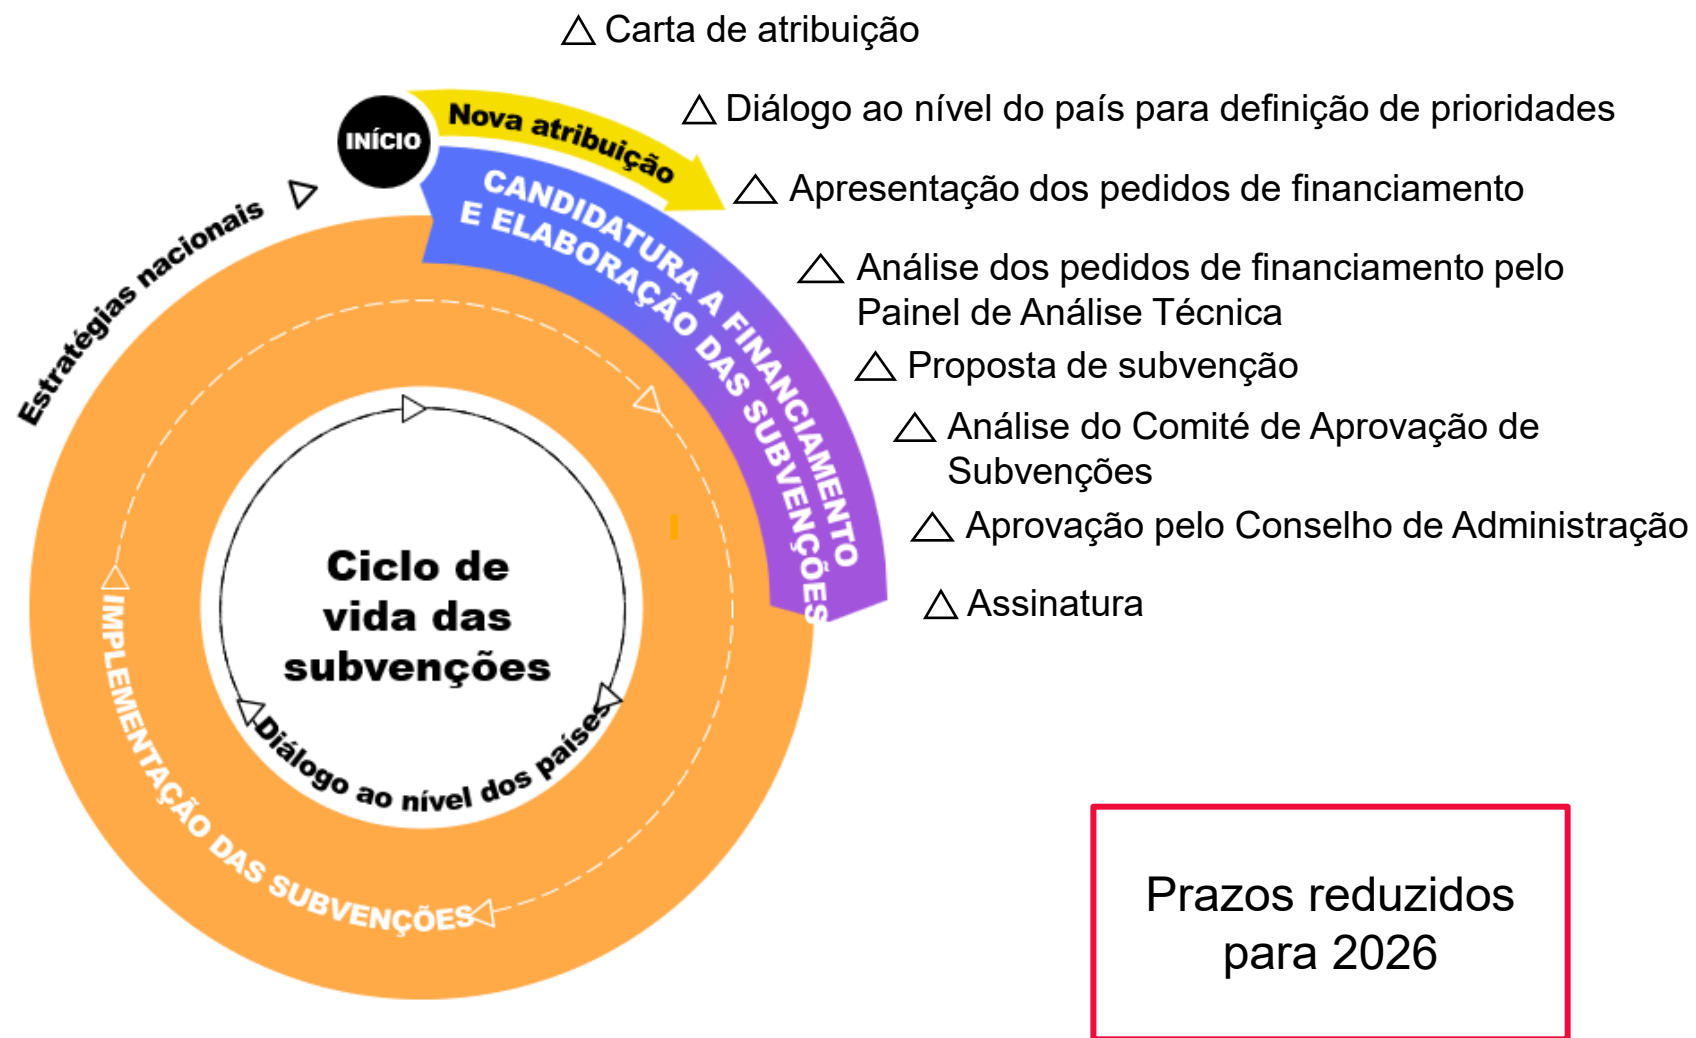 Carta de atribuição
Diálogo ao nível do país para definição de prioridades
Apresentação dos pedidos de financiamento
Análise dos pedidos de financiamento pelo
Painel de Análise Técnica
Proposta de subvenção
Análise do Comité de Aprovação de
Subvenções
Aprovação pelo Conselho de Administração
Assinatura
INÍCIO
Nova atribuição
CANDIDATURA A FINANCIAMENTO
E ELABORAÇÃO DAS SUBVENÇÕES
Estratégias nacionais
Ciclo de
vida das
subvenções
Diálogo ao nível dos países
IMPLEMENTAÇÃO DAS SUBVENÇÕES
Prazos reduzidos
para 2026